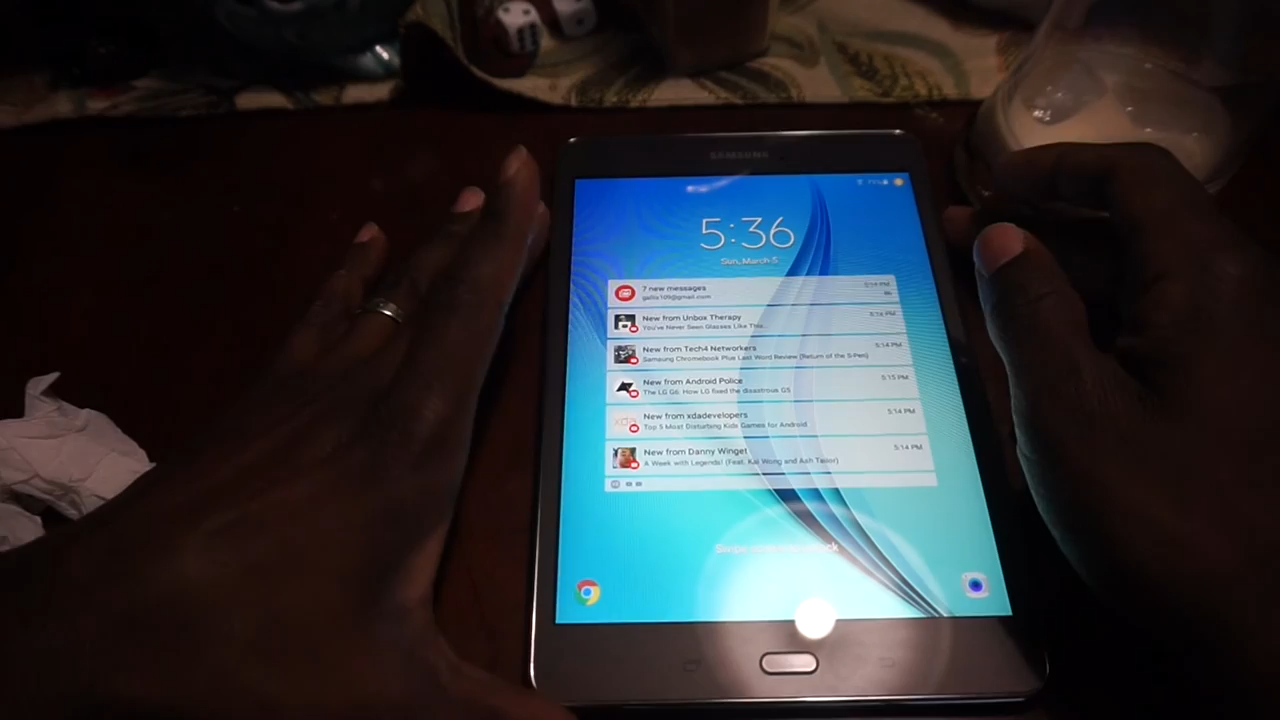 SAMSUNG
5:36
Sun, March 5
7 new messages
5:14 PM
New from Unbox Therapy
You've Never Seen Glasses Like This...
New from Tech4 Networkers
5:14 PM
Samsung Chromebook Plus Last Word Review (Return of the S-Pen)
New from Android Police
5:15 PM
The LG G6: How LG fixed the disastrous G5
New from xdadevelopers
5:14 PM
Top 5 Most Disturbing Kids Games for Android
New from Danny Winget
5:14 PM
A Week with Legends! (Feat. Kai Wong and Ash Tailor)
Swipe